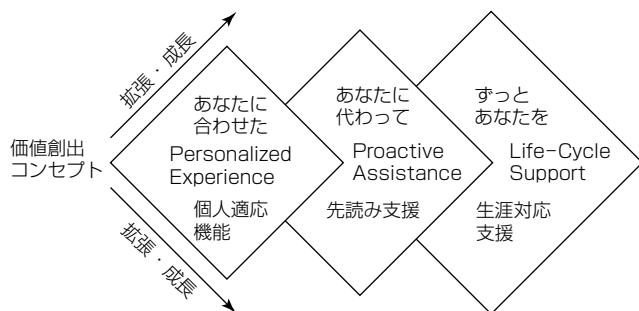 拡張・成長
価値創出
コンセプト
あなたに
合わせた
Personalized
Experience
個人適応
機能
あなたに
代わって
Proactive
Assistance
先読み支援
ずっと
あなたを
Life-Cycle
Support
生涯対応
支援
拡張・成長